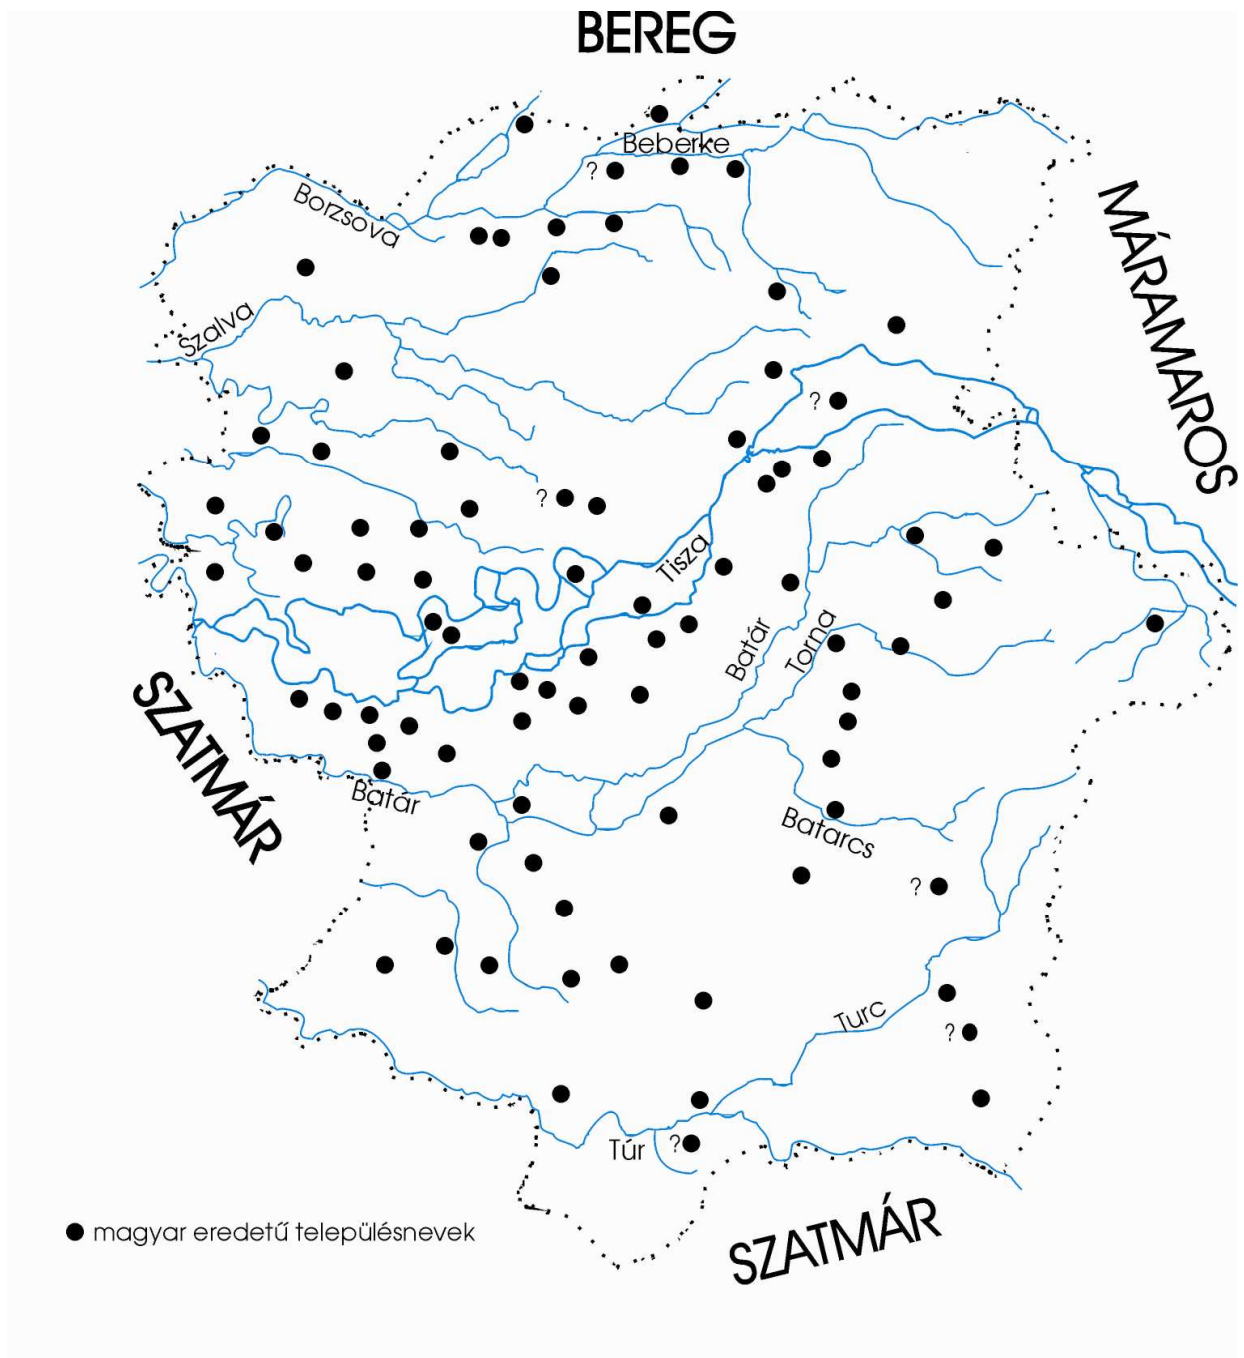 BEREG
Beberke
?
Borzsova
MÁRAMAROS
Szalva
?
?
Tisza
Batár
Torna
SZATMÁR
Batár
Batarcs
?
Turc
?
Túr
?
SZATMÁR
magyar eredetű településnevek